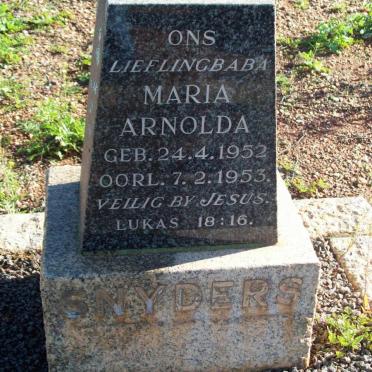 ONS
LIEFLINGBABA
MARIA
ARNOLDA
GEB. 24.4.1952
OORL. 7.2.1953
VEILIG BY JESUS.
LUKAS 18:16.
SNYDERS